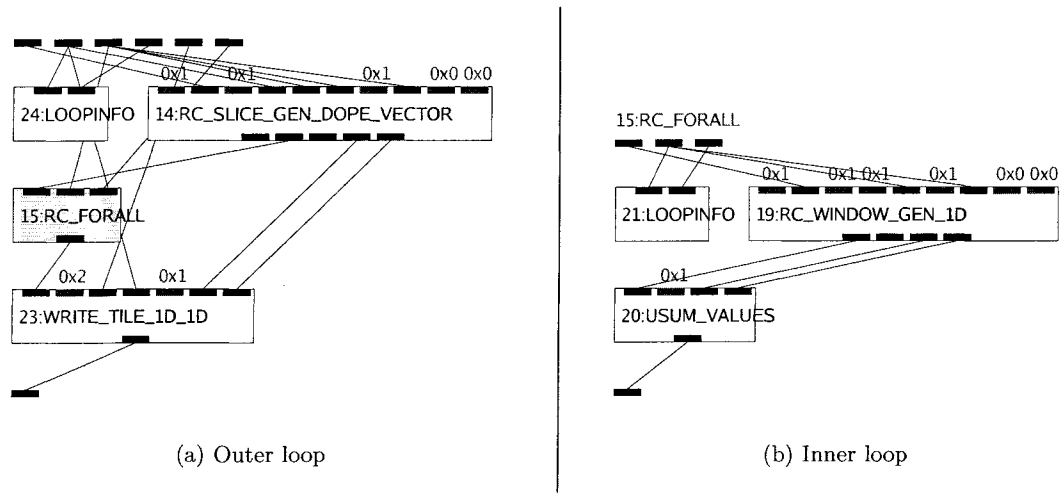 0x1 0x1 0x1 0x0 0x0
24:LOOPINFO 14:RC_SLICE_GEN_DOPE_VECTOR
15:RC_FORALL
0x2 0x1
23:WRITE_TILE_1D_1D
(a) Outer loop
15:RC_FORALL
0x1 0x1 0x1 0x1 0x0 0x0
21:LOOPINFO 19:RC_WINDOW_GEN_1D
0x1
20:USUM_VALUES
(b) Inner loop